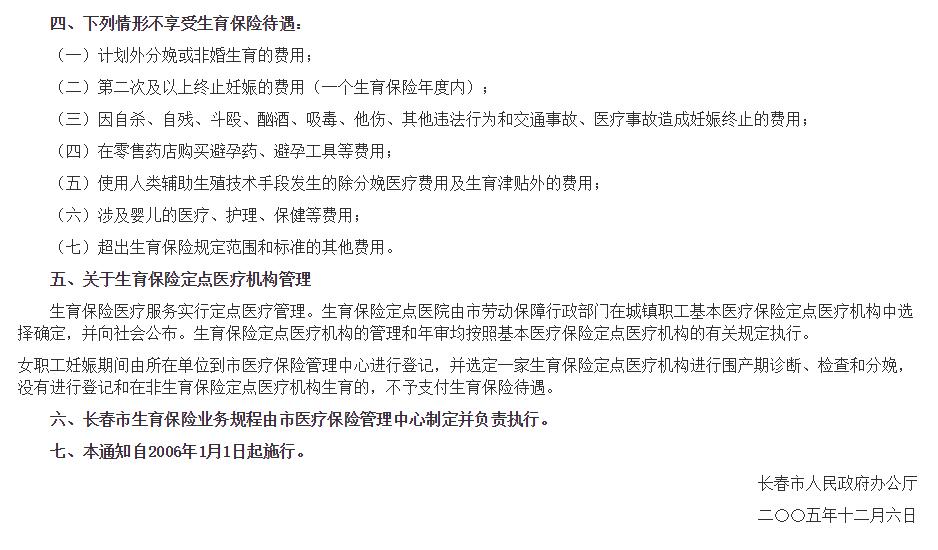 四、下列情形不享受生育保险待遇：
（一）计划外分娩或非婚生育的费用；
（二）第二次及以上终止妊娠的费用（一个生育保险年度内）；
（三）因自杀、自残、斗殴、酗酒、吸毒、他伤、其他违法行为和交通事故、医疗事故造成妊娠终止的费用；
（四）在零售药店购买避孕药、避孕工具等费用；
（五）使用人类辅助生殖技术手段发生的除分娩医疗费用及生育津贴外的费用；
（六）涉及婴儿的医疗、护理、保健等费用；
（七）超出生育保险规定范围和标准的其他费用。
五、关于生育保险定点医疗机构管理
生育保险医疗服务实行定点医疗管理。生育保险定点医院由市劳动保障行政部门在城镇职工基本医疗保险定点医疗机构中选
择确定，并向社会公布。生育保险定点医疗机构的管理和年审均按照基本医疗保险定点医疗机构的有关规定执行。
女职工妊娠期间由所在单位到市医疗保险管理中心进行登记，并选定一家生育保险定点医疗机构进行围产期诊断、检查和分娩，
没有进行登记和在非生育保险定点医疗机构生育的，不予支付生育保险待遇。
六、长春市生育保险业务规程由市医疗保险管理中心制定并负责执行。
七、本通知自2006年1月1日起施行。
长春市人民政府办公厅
二○○五年十二月六日